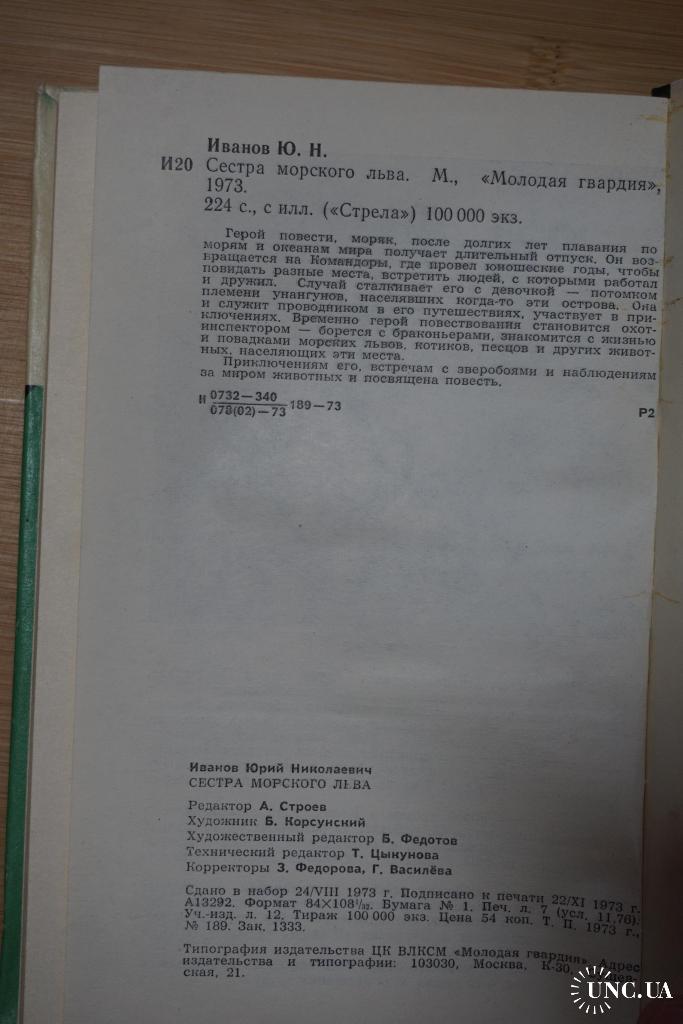 Иванов Ю. Н.
И20 Сестра морского льва. М., «Молодая гвардия»,
1973.
224 с., с илл. («Стрела») 100 000 экз.
Герой повести, моряк, после долгих лет плавания по
морям и океанам мира получает длительный отпуск. Он воз-
вращается на Командоры, где провел юношеские годы, чтобы
повидать разные места, встретить людей, с которыми работал
и дружил. Случай сталкивает его с девочкой — потомком
племени унангунов, населявших когда-то эти острова. Она
и служит проводником в его путешествиях, участвует в при-
ключениях. Временно герой повествования становится охот-
инспектором — борется с браконьерами, знакомится с жизнью
и повадками морских львов, котиков, песцов и других живот-
ных, населяющих эти места.
Приключениям его, встречам с зверобоями и наблюдениям
за миром животных и посвящена повесть.
И 0732—340
078(02)—73 189—73
Р2
Иванов Юрий Николаевич
СЕСТРА МОРСКОГО ЛЬВА
Редактор А. Строев
Художник Б. Корсунский
Художественный редактор Б. Федотов
Технический редактор Т. Цыкунова
Корректоры З. Федорова, Г. Василёва
Сдано в набор 24/VIII 1973 г. Подписано к печати 22/XI 1973 г.
А13292. Формат 84×108¹/₃₂. Бумага № 1. Печ. л. 7 (усл. 11,76).
Уч.-изд. л. 12. Тираж 100 000 экз. Цена 54 коп. Т. П. 1973 г.,
№ 189. Зак. 1333.
Типография издательства ЦК ВЛКСМ «Молодая гвардия». Адрес
издательства и типографии: 103030, Москва, К-30,
ская, 21.
UNC.UA